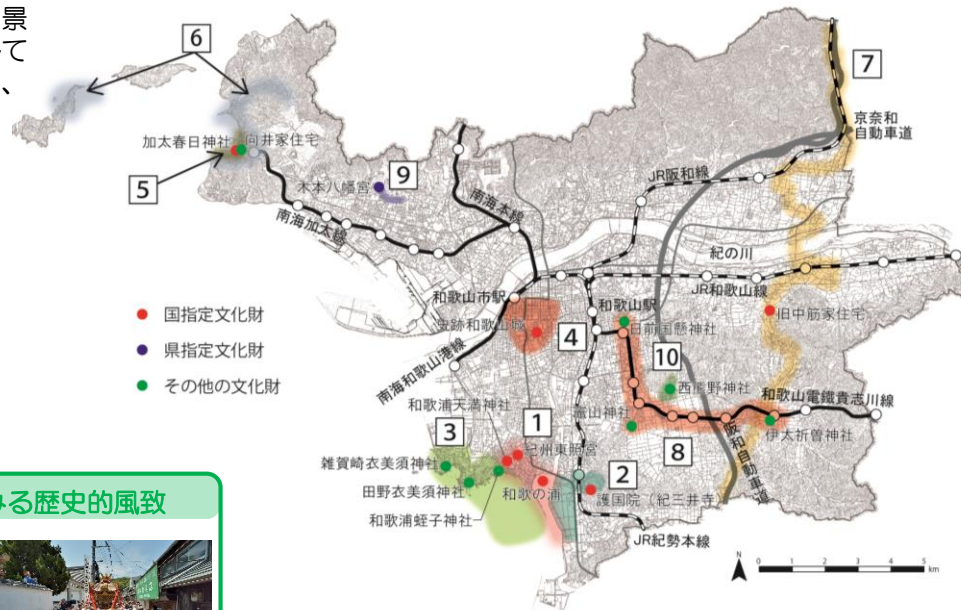 景
て
、
6
7
京奈和
自動車道
加太春日神社
向井家住宅
5
JR阪和線
9
木本八幡宮
南海本線
南海加太線
紀の川
JR和歌山線
和歌山市駅
和歌山駅
国指定文化財
県指定文化財
その他の文化財
史跡和歌山城
4
日前国懸神社
旧中筋家住宅
10
西熊野神社
南海和歌山港線
和歌山電鐵貴志川線
和歌浦天満神社
1
竈山神社
伊太祈曽神社
3
紀州東照宮
8
阪和自動車道
雑賀崎衣美須神社
2
田野衣美須神社
和歌の浦
護国院（紀三井寺）
和歌浦蛭子神社
JR紀勢本線
みる歴史的風致
N
0 1 2 3 4 5
km